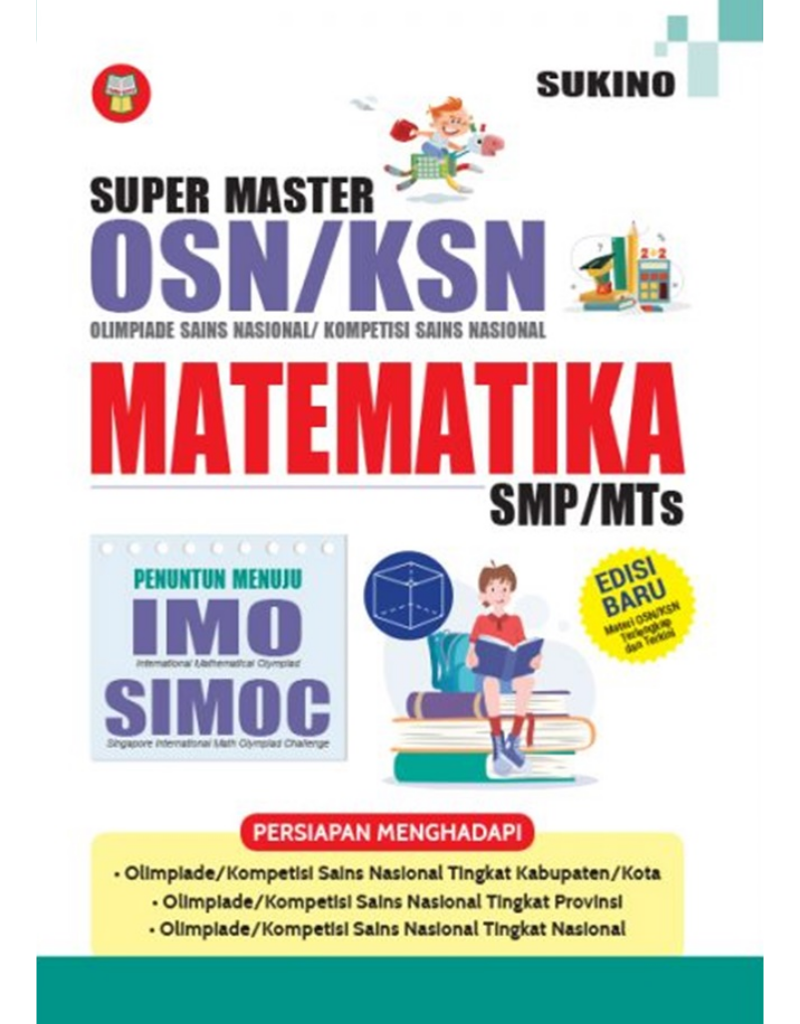 SUKINO
SUPER MASTER
OSN/KSN
OLIMPIADE SAINS NASIONAL/ KOMPETISI SAINS NASIONAL
MATEMATIKA
SMP/MTs
PENUNTUN MENUJU
IMO
International Mathematical Olympiad
SIMOC
Singapore International Math Olympiad Challenge
EDISI
BARU
Materi OSN/KSN
Terlengkap
dan Terkini
2+2
PERSIAPAN MENGHADAPI
• Olimpiade/Kompetisi Sains Nasional Tingkat Kabupaten/Kota
• Olimpiade/Kompetisi Sains Nasional Tingkat Provinsi
• Olimpiade/Kompetisi Sains Nasional Tingkat Nasional